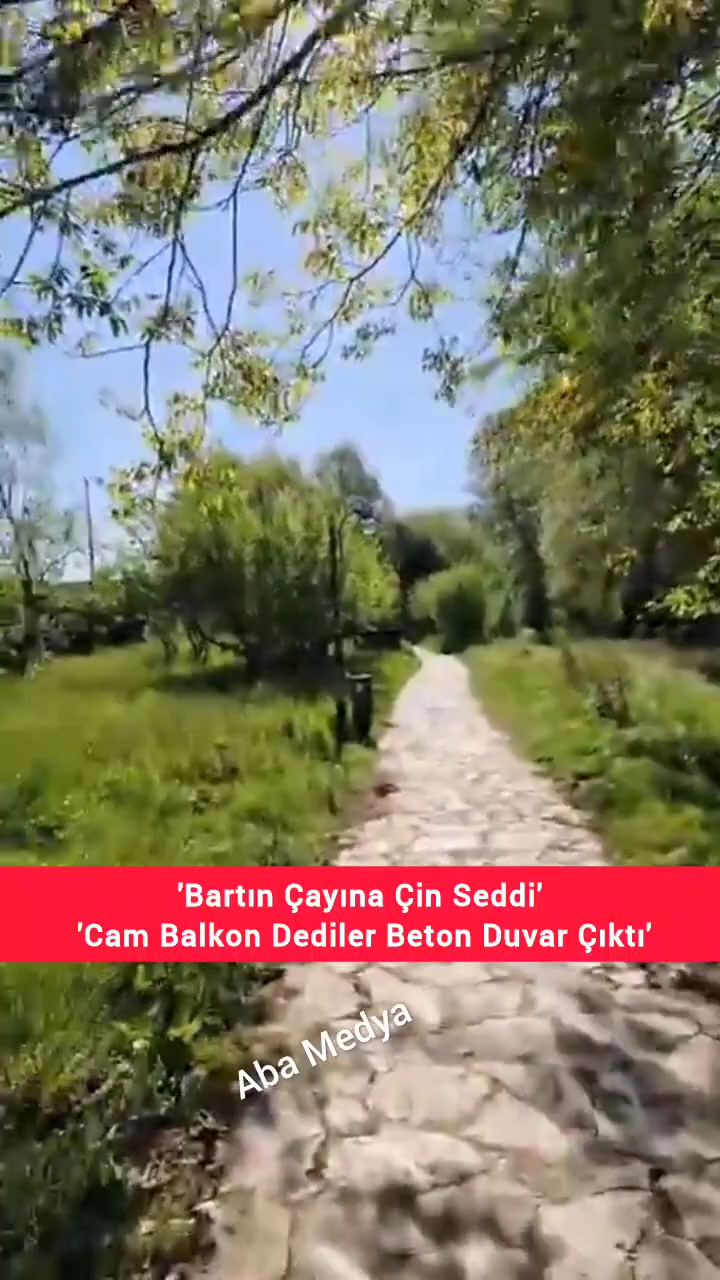 'Bartın Çayına Çin Seddi'
'Cam Balkon Dediler Beton Duvar Çıktı'
Aba Medya